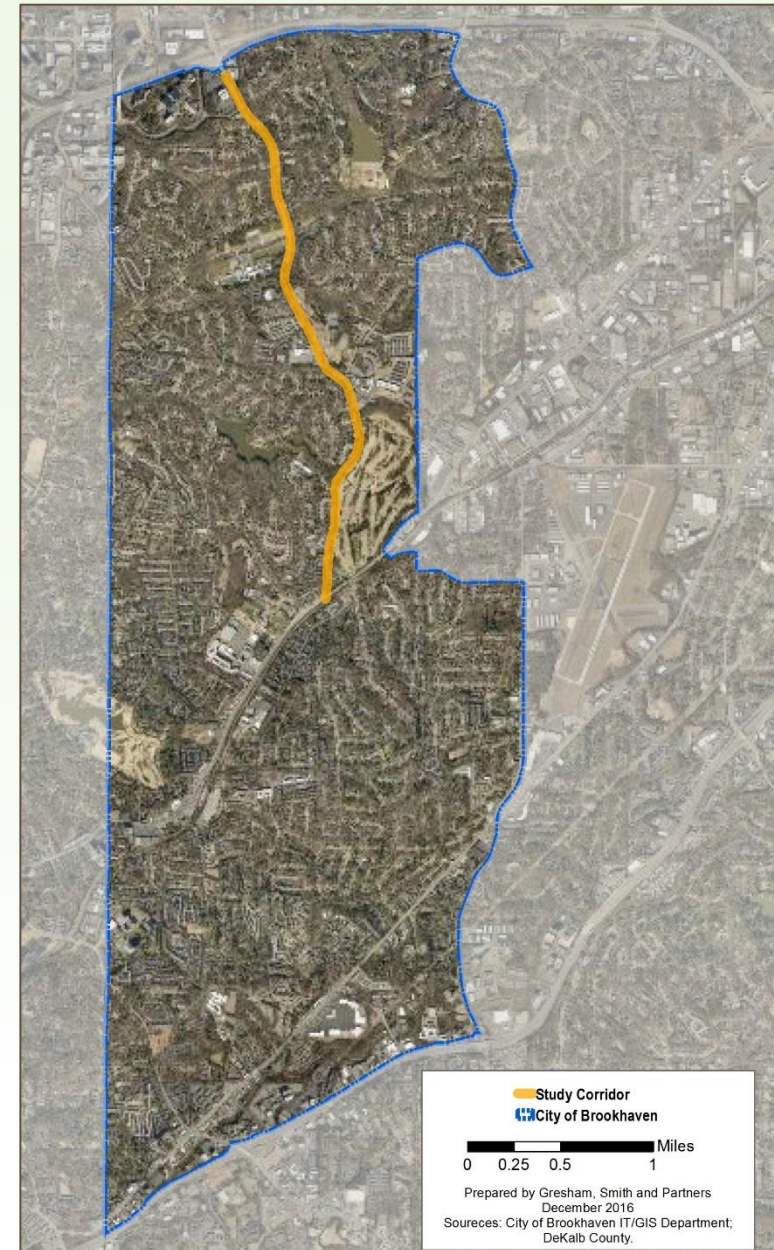 Study Corridor
City of Brookhaven
Miles
0 0.25 0.5 1
Prepared by Gresham, Smith and Partners
December 2016
Soureces: City of Brookhaven IT/GIS Department;
DeKalb County.